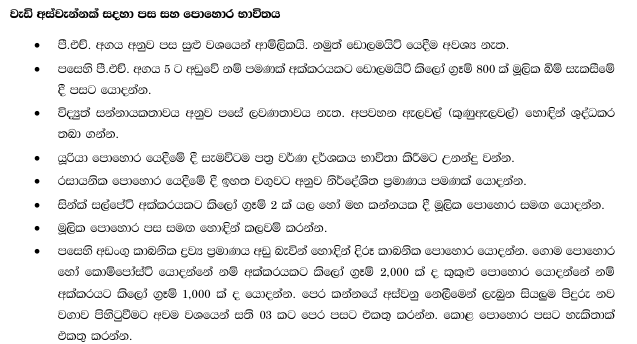 වැඩි අස්වැන්නක් සඳහා පස සහ පොහොර භාවිතය
• පී.එච්. අගය අනුව පස සුළු වශයෙන් ආම්ලිකයි. නමුත් ඩොලමයිට් යෙදීම අවශ්‍ය නැත.
• පසෙහි පී.එච්. අගය 5 ට අඩුවේ නම් පමණක් අක්කරයකට ඩොලමයිට් කිලෝ ග්‍රෑම් 800 ක් මූලික බිම් සැකසීමේ
දී පසට යොදන්න.
• විද්‍යුත් සන්නායකතාවය අනුව පසේ ලවණතාවය නැත. අපවහන ඇලවල් (කුණුඇලවල්) හොඳින් ශුද්ධකර
තබා ගන්න.
• යූරියා පොහොර යෙදීමේ දී සැමවිටම පත්‍ර වර්ණ දර්ශකය භාවිතා කිරීමට උනන්දු වන්න.
• රසායනික පොහොර යෙදීමේ දී ඉහත වගුවට අනුව නිර්දේශිත ප්‍රමාණය පමණක් යොදන්න.
• සින්ක් සල්පේට් අක්කරයකට කිලෝ ග්‍රෑම් 2 ක් යල හෝ මහ කන්නයක දී මූලික පොහොර සමඟ යොදන්න.
• මූලික පොහොර පස සමඟ හොඳින් කලවම් කරන්න.
• පසෙහි අඩංගු කාබනික ද්‍රව්‍ය ප්‍රමාණය අඩු බැවින් හොඳින් දිරූ කාබනික පොහොර යොදන්න. ගොම පොහොර
හෝ කොම්පෝස්ට් යොදන්නේ නම් අක්කරයකට කිලෝ ග්‍රෑම් 2,000 ක් ද කුකුළු පොහොර යොදන්නේ නම්
අක්කරයට කිලෝ ග්‍රෑම් 1,000 ක් ද යොදන්න. පෙර කන්නයේ අස්වනු නෙලීමෙන් ලැබුන සියලුම පිදුරු නව
වගාව පිහිටුවීමට අවම වශයෙන් සති 03 කට පෙර පසට එකතු කරන්න. කොළ පොහොර පසට හැකිතාක්
එකතු කරන්න.